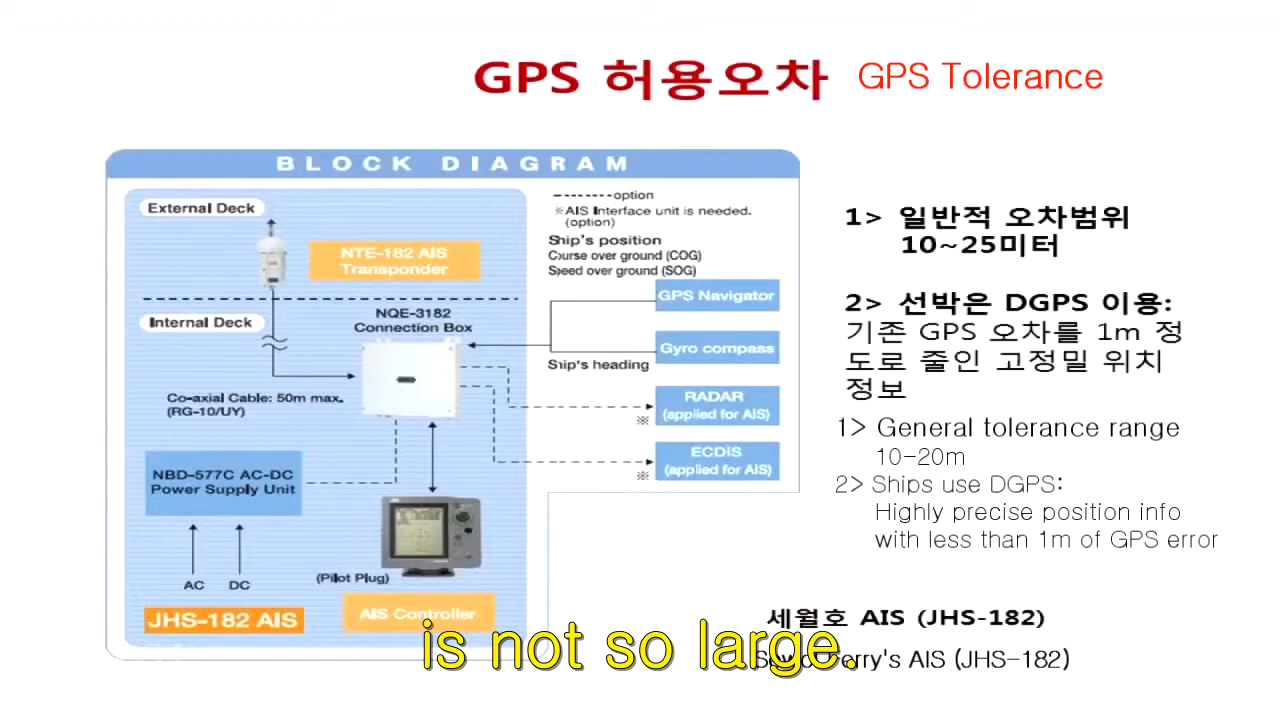 GPS 허용오차 GPS Tolerance
BLOCK DIAGRAM
External Deck
NTE-182 AIS
Transponder
Internal Deck
NQE-3182
Connection Box
Co-axial Cable: 50m max.
(RG-10/UY)
NBD-577C AC-DC
Power Supply Unit
AC DC
(Pilot Plug)
JHS-182 AIS
AIS Controller
--------option
※AIS Interface unit is needed.
(option)
Ship's position
Course over ground (COG)
Speed over ground (SOG)
GPS Navigator
Gyro compass
Ship's heading
RADAR
(applied for AIS)
※
ECDIS
(applied for AIS)
※
1> 일반적 오차범위
10~25미터
2> 선박은 DGPS 이용:
기존 GPS 오차를 1m 정
도로 줄인 고정밀 위치
정보
1> General tolerance range
10-20m
2> Ships use DGPS:
Highly precise position info
with less than 1m of GPS error
세월호 AIS (JHS-182)
AIS (JHS-182)
is not so large.